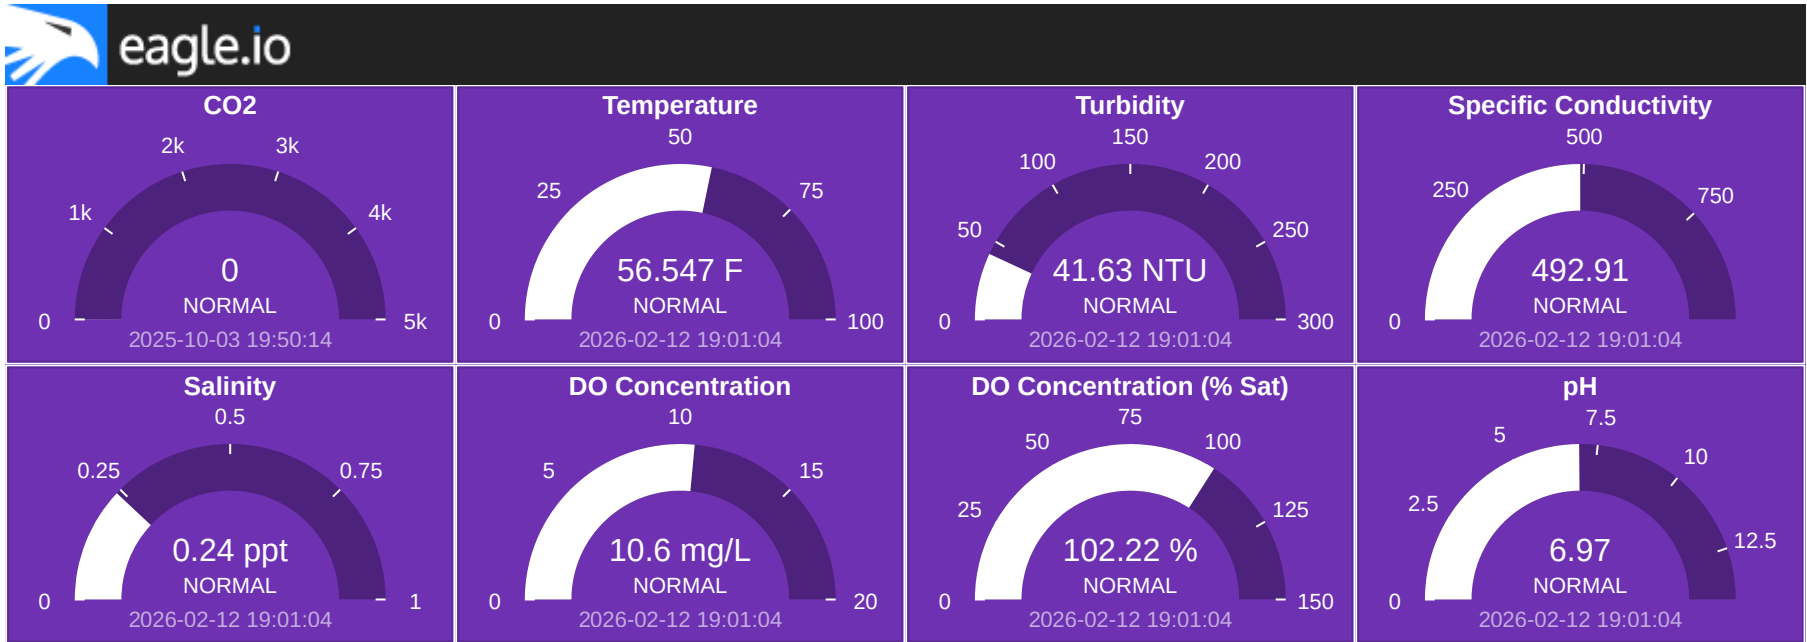 eagle.io
CO2
2k 3k
1k 4k
0
NORMAL
0 5k
2025-10-03 19:50:14
Temperature
50
25 75
56.547 F
NORMAL
0 100
2026-02-12 19:01:04
Turbidity
150
100 200
50 250
41.63 NTU
NORMAL
0 300
2026-02-12 19:01:04
Specific Conductivity
500
250 750
492.91
NORMAL
0
2026-02-12 19:01:04
Salinity
0.5
0.25 0.75
0.24 ppt
NORMAL
0 1
2026-02-12 19:01:04
DO Concentration
10
5 15
10.6 mg/L
NORMAL
0 20
2026-02-12 19:01:04
DO Concentration (% Sat)
75
50 100
25 125
102.22 %
NORMAL
0 150
2026-02-12 19:01:04
pH
7.5
5 10
2.5 12.5
6.97
NORMAL
0
2026-02-12 19:01:04